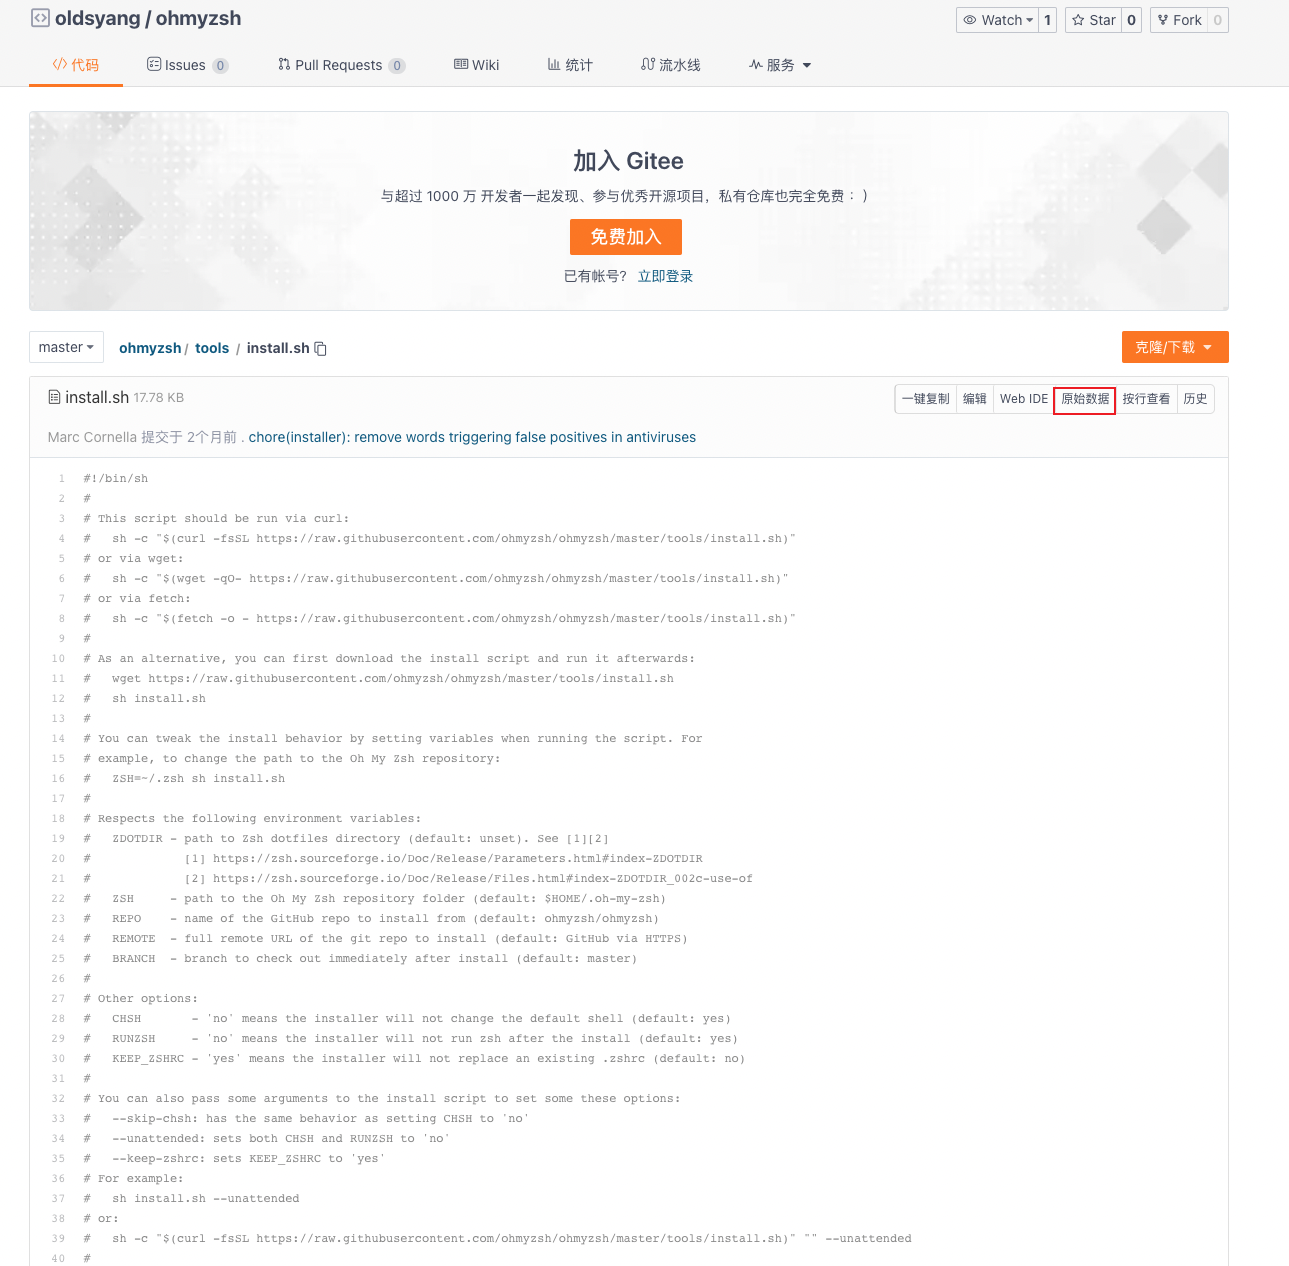 oldsyang / ohmyzsh
Watch 1 Star 0 Fork 0
代码 Issues 0 Pull Requests 0 Wiki 统计 流水线 服务
加入 Gitee
与超过 1000 万 开发者一起发现、参与优秀开源项目，私有仓库也完全免费 ：）
免费加入
已有帐号？ 立即登录
master ohmyzsh / tools / install.sh 克隆/下载
install.sh 17.78 KB 一键复制 编辑 Web IDE 原始数据 按行查看 历史
Marc Cornella 提交于 2个月前 . chore(installer): remove words triggering false positives in antiviruses
1 #!/bin/sh
2 #
3 # This script should be run via curl:
4 #   sh -c "$(curl -fsSL https://raw.githubusercontent.com/ohmyzsh/ohmyzsh/master/tools/install.sh)"
5 # or via wget:
6 #   sh -c "$(wget -qO- https://raw.githubusercontent.com/ohmyzsh/ohmyzsh/master/tools/install.sh)"
7 # or via fetch:
8 #   sh -c "$(fetch -o - https://raw.githubusercontent.com/ohmyzsh/ohmyzsh/master/tools/install.sh)"
9 #
10 # As an alternative, you can first download the install script and run it afterwards:
11 #   wget https://raw.githubusercontent.com/ohmyzsh/ohmyzsh/master/tools/install.sh
12 #   sh install.sh
13 #
14 # You can tweak the install behavior by setting variables when running the script. For
15 # example, to change the path to the Oh My Zsh repository:
16 #   ZSH=~/.zsh sh install.sh
17 #
18 # Respects the following environment variables:
19 #   ZDOTDIR - path to Zsh dotfiles directory (default: unset). See [1][2]
20 #             [1] https://zsh.sourceforge.io/Doc/Release/Parameters.html#index-ZDOTDIR
21 #             [2] https://zsh.sourceforge.io/Doc/Release/Files.html#index-ZDOTDIR_002c-use-of
22 #   ZSH     - path to the Oh My Zsh repository folder (default: $HOME/.oh-my-zsh)
23 #   REPO    - name of the GitHub repo to install from (default: ohmyzsh/ohmyzsh)
24 #   REMOTE  - full remote URL of the git repo to install (default: GitHub via HTTPS)
25 #   BRANCH  - branch to check out immediately after install (default: master)
26 #
27 # Other options:
28 #   CHSH       - 'no' means the installer will not change the default shell (default: yes)
29 #   RUNZSH     - 'no' means the installer will not run zsh after the install (default: yes)
30 #   KEEP_ZSHRC - 'yes' means the installer will not replace an existing .zshrc (default: no)
31 #
32 # You can also pass some arguments to the install script to set some these options:
33 #   --skip-chsh: has the same behavior as setting CHSH to 'no'
34 #   --unattended: sets both CHSH and RUNZSH to 'no'
35 #   --keep-zshrc: sets KEEP_ZSHRC to 'yes'
36 # For example:
37 #   sh install.sh --unattended
38 # or:
39 #   sh -c "$(curl -fsSL https://raw.githubusercontent.com/ohmyzsh/ohmyzsh/master/tools/install.sh)" "" --unattended
40 #